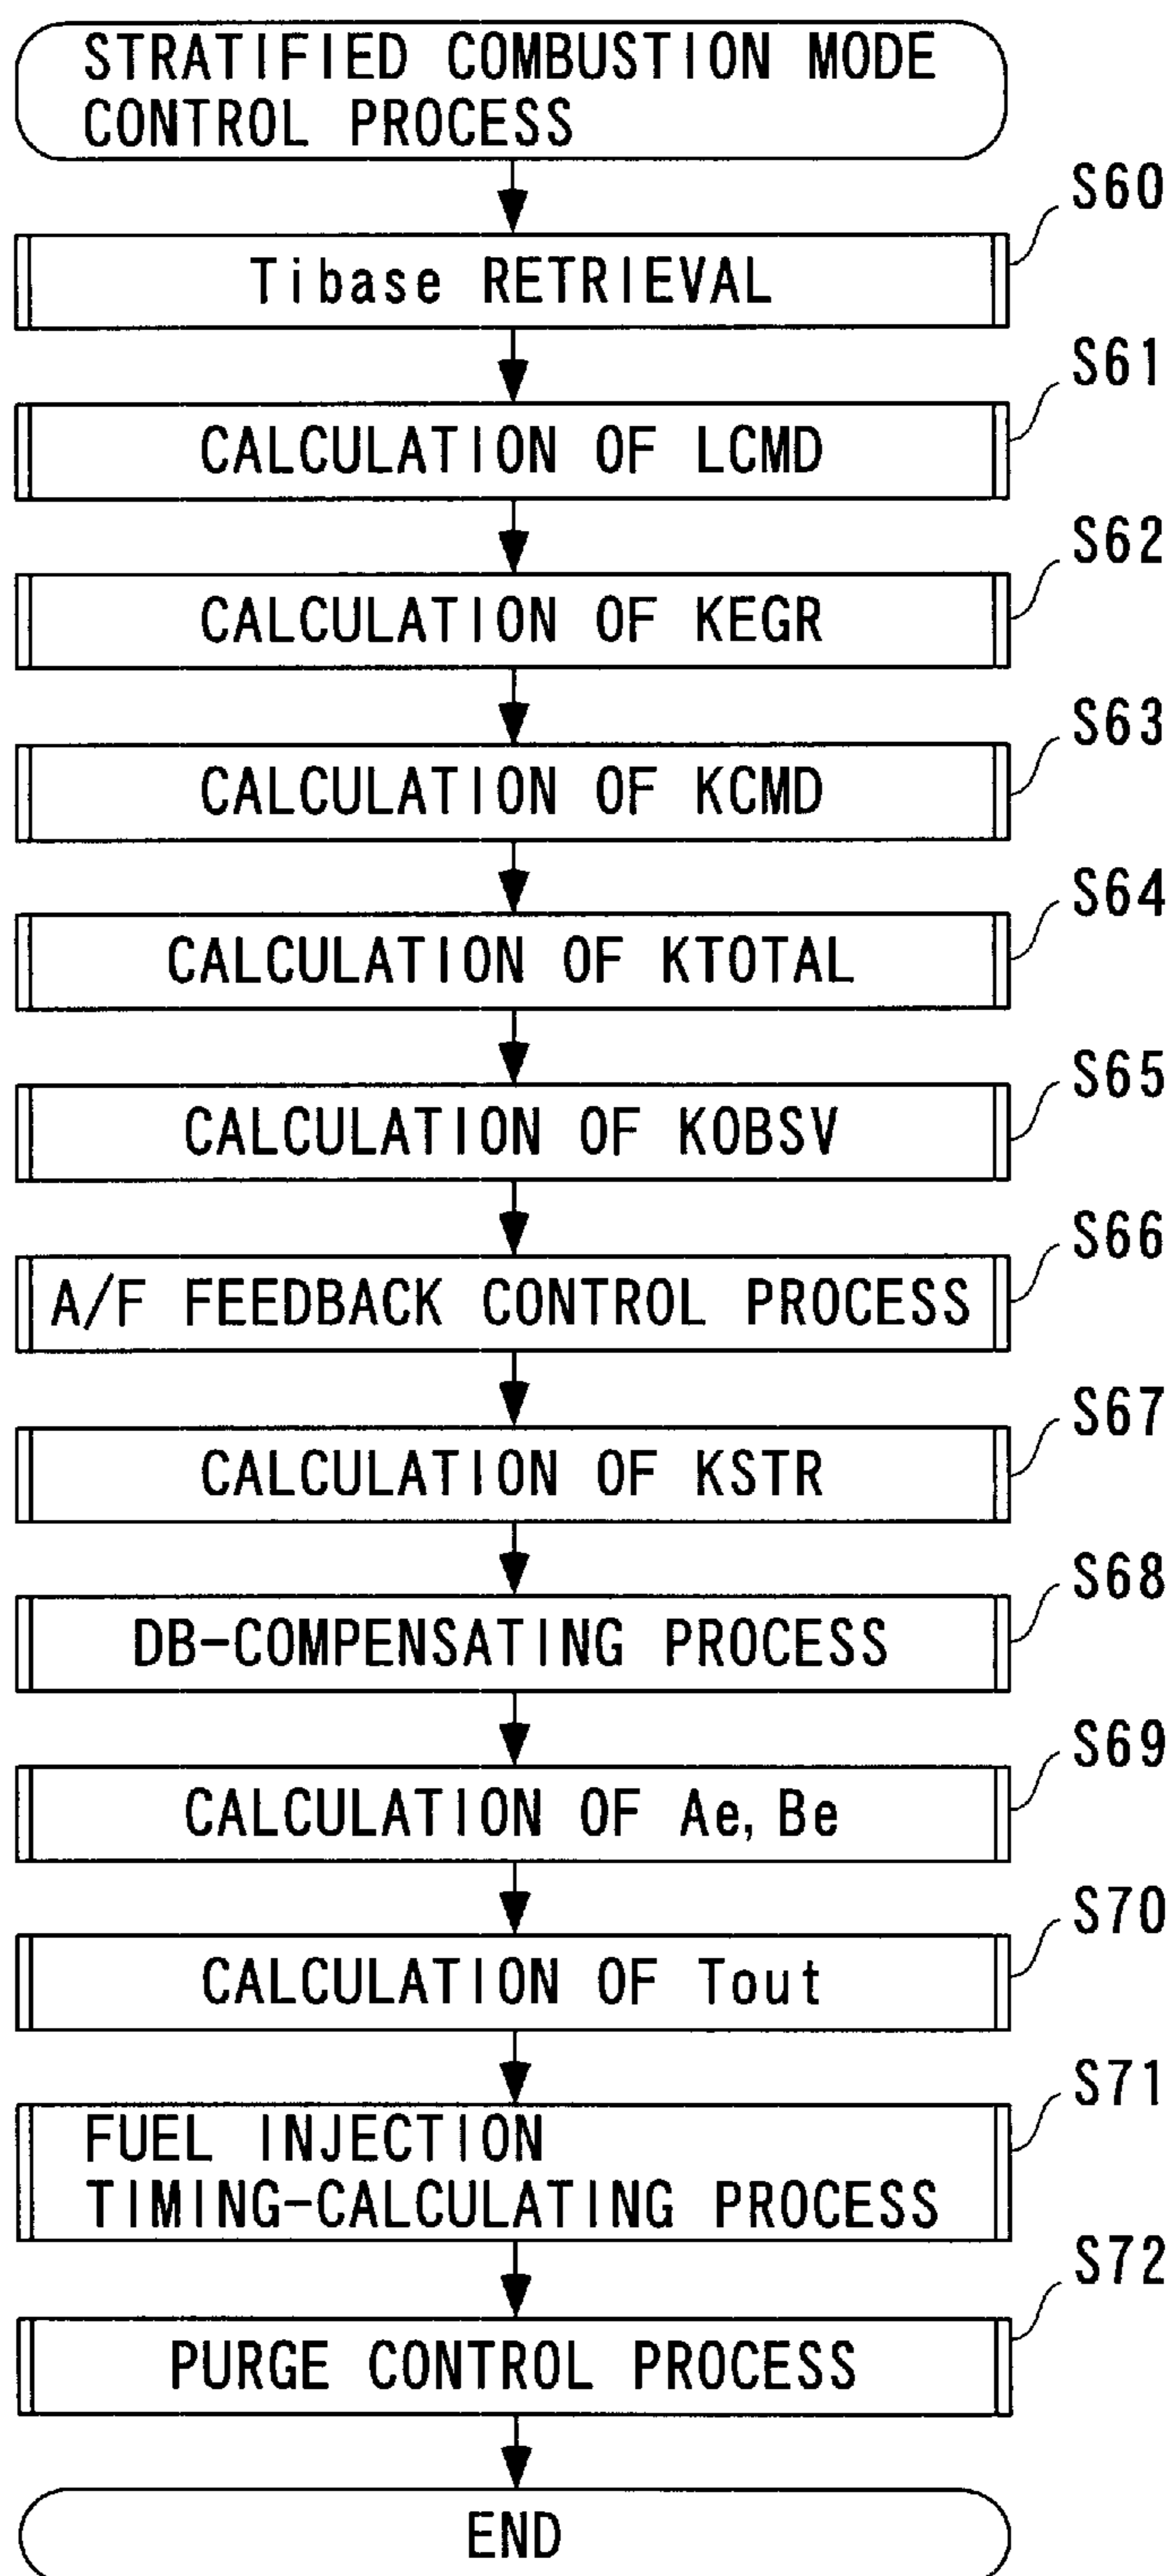 STRATIFIED COMBUSTION MODE
CONTROL PROCESS
S60
Tibase RETRIEVAL
S61
CALCULATION OF LCMD
S62
CALCULATION OF KEGR
S63
CALCULATION OF KCMD
S64
CALCULATION OF KTOTAL
S65
CALCULATION OF KOBSV
S66
A/F FEEDBACK CONTROL PROCESS
S67
CALCULATION OF KSTR
S68
DB-COMPENSATING PROCESS
S69
CALCULATION OF Ae, Be
S70
CALCULATION OF Tout
S71
FUEL INJECTION
TIMING-CALCULATING PROCESS
S72
PURGE CONTROL PROCESS
END